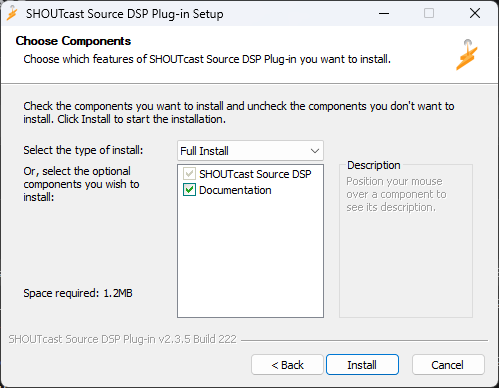 SHOUTcast Source DSP Plug-in Setup
Choose Components
Choose which features of SHOUTcast Source DSP Plug-in you want to install.
Check the components you want to install and uncheck the components you don't want to
install. Click Install to start the installation.
Select the type of install:
Full Install
Or, select the optional
components you wish to
install:
SHOUTcast Source DSP
Documentation
Description
Position your mouse
over a component to
see its description.
Space required: 1.2MB
SHOUTcast Source DSP Plug-in v2.3.5 Build 222
< Back
Install
Cancel